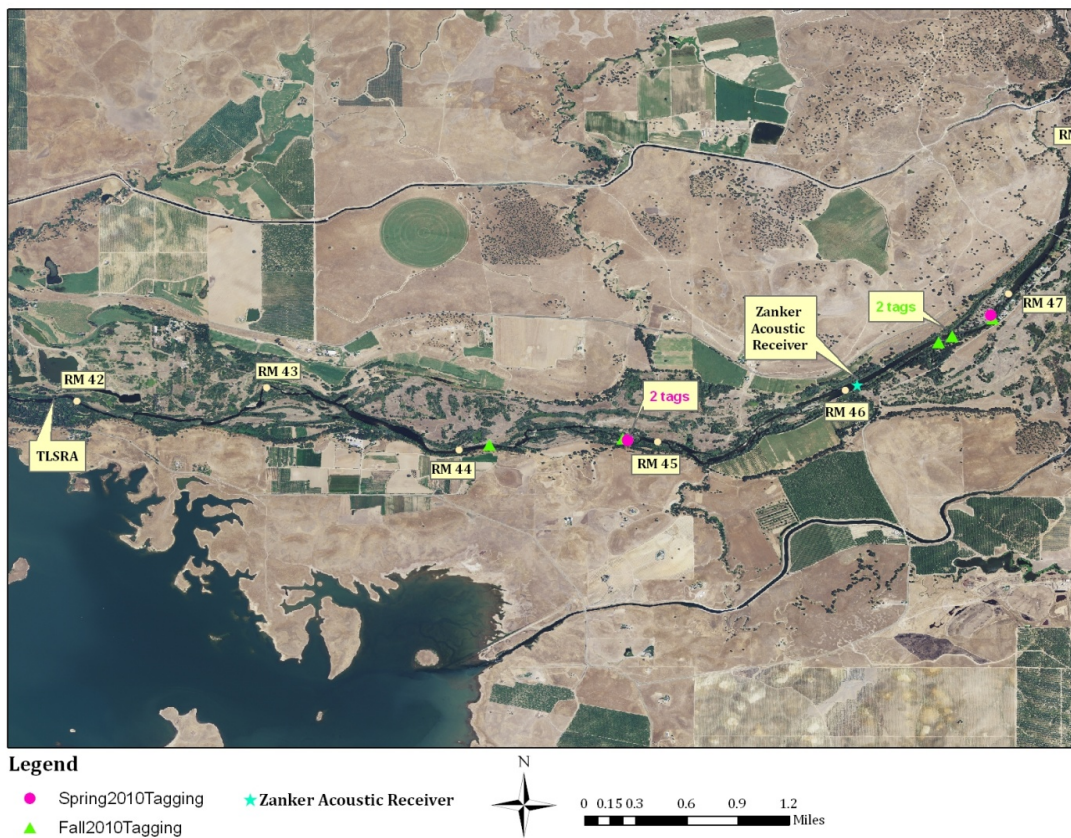 RN
RM 47
2 tags
Zanker
Acoustic
Receiver
RM 46
RM 42
RM 43
2 tags
TLSRA
RM 44
RM 45
Legend
Spring2010Tagging
Fall2010Tagging
Zanker Acoustic Receiver
N
0 0.15 0.3 0.6 0.9 1.2
Miles